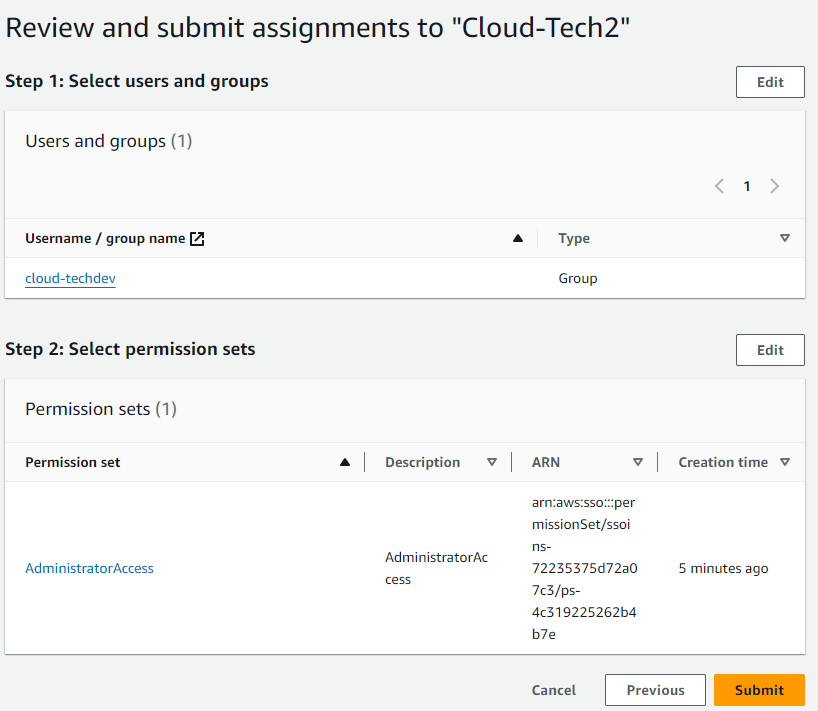 Review and submit assignments to "Cloud-Tech2"
Step 1: Select users and groups
Edit
Users and groups (1)
1
Username / group name
Type
cloud-techdev
Group
Step 2: Select permission sets
Edit
Permission sets (1)
Permission set
Description
ARN
Creation time
AdministratorAccess
AdministratorAc
cess
arn:aws:sso:::per
missionSet/ssoi
ns-
72235375d72a0
7c3/ps-
4c319225262b4
b7e
5 minutes ago
Cancel
Previous
Submit